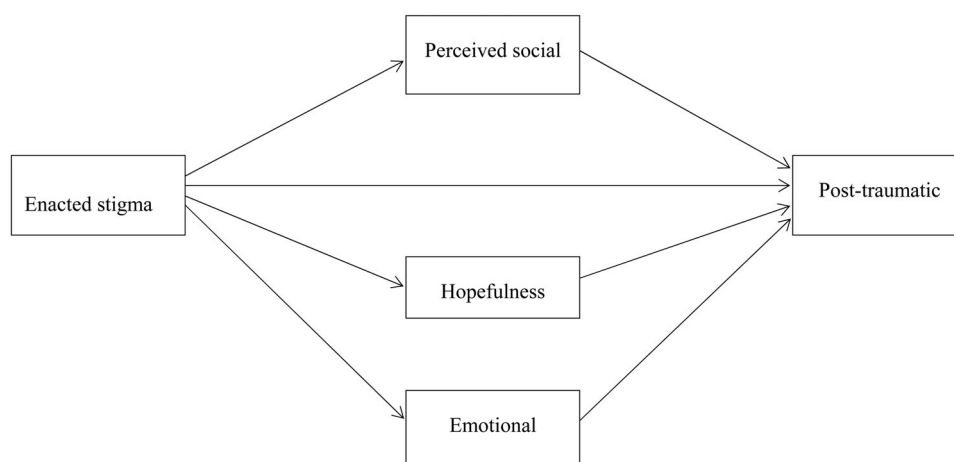 Perceived social
Enacted stigma
Post-traumatic
Hopefulness
Emotional